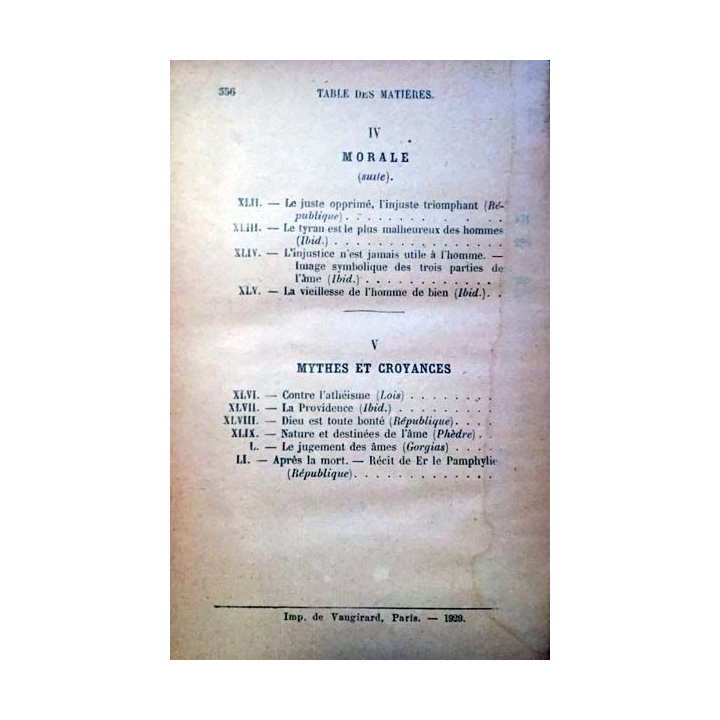 356 TABLE DES MATIÈRES.
IV
MORALE
(suite).
XLII. — Le juste opprimé, l'injuste triomphant (Ré-
publique) . . . . . . . . . . .
XLIII. — Le tyran est le plus malheureux des hommes
(Ibid.) . . . . . . . . . . . . .
XLIV. — L'injustice n'est jamais utile à l'homme. —
Image symbolique des trois parties de
l'âme (Ibid.) . . . . . . . . . . .
XLV. — La vieillesse de l'homme de bien (Ibid.). .
V
MYTHES ET CROYANCES
XLVI. — Contre l'athéisme (Lois) . . . . . . . .
XLVII. — La Providence (Ibid.) . . . . . . . .
XLVIII. — Dieu est toute bonté (République). . . .
XLIX. — Nature et destinées de l'âme (Phèdre) . .
L. — Le jugement des âmes (Gorgias) . . . .
LI. — Après la mort. — Récit de Er le Pamphylie
(République). . . . . . . . . . .
Imp. de Vaugirard, Paris. — 1929.